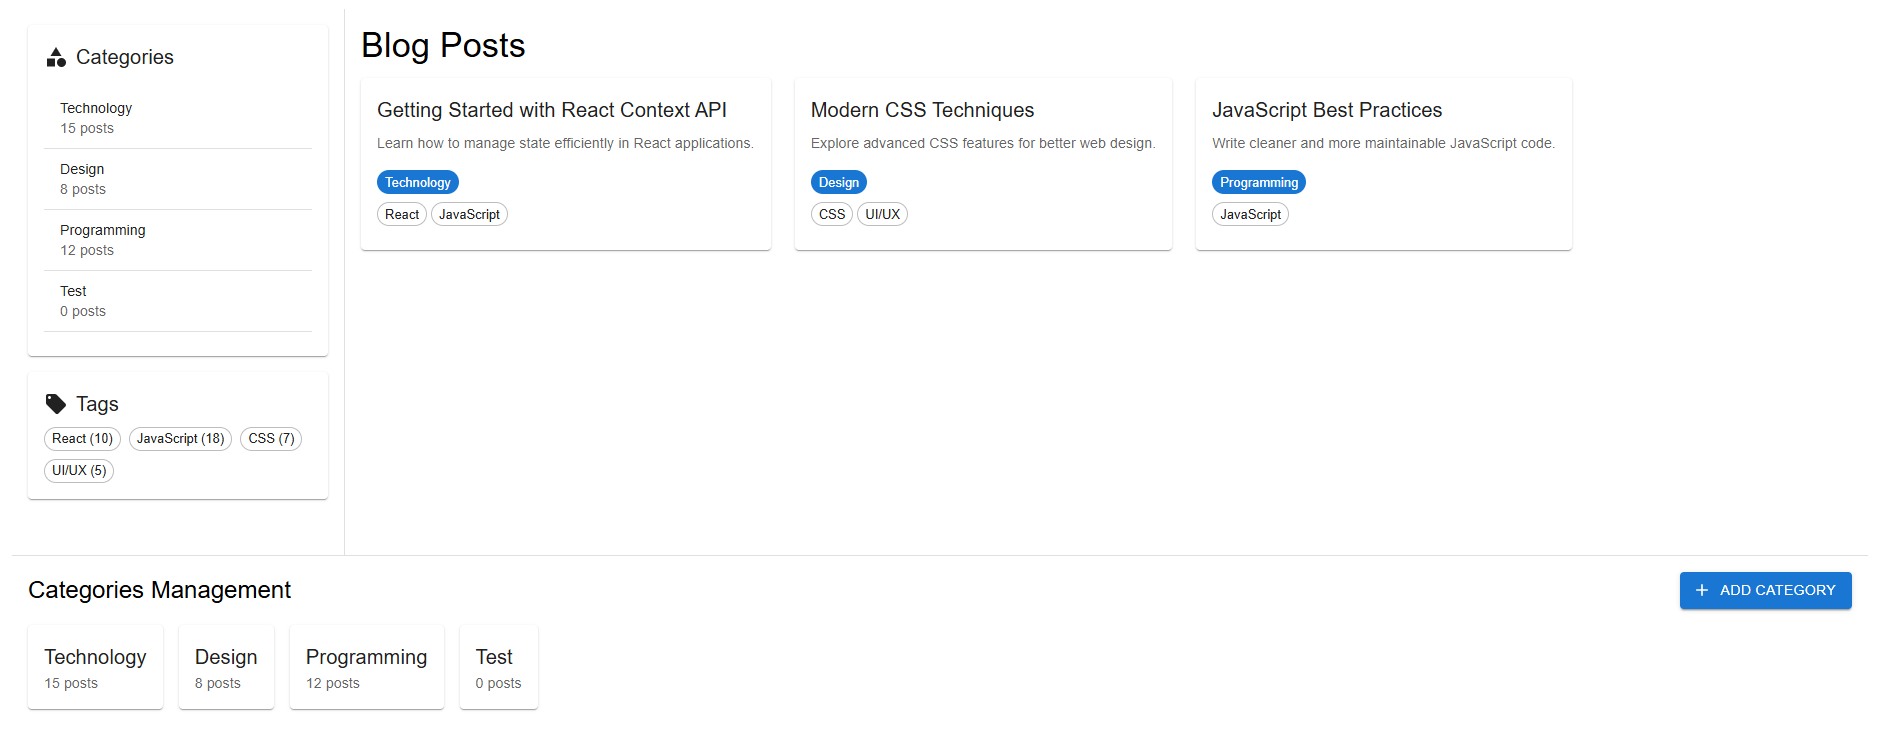 Categories
Technology
15 posts
Design
8 posts
Programming
12 posts
Test
0 posts
Tags
React (10) JavaScript (18) CSS (7)
UI/UX (5)
Blog Posts
Getting Started with React Context API
Learn how to manage state efficiently in React applications.
Technology
React JavaScript
Modern CSS Techniques
Explore advanced CSS features for better web design.
Design
CSS UI/UX
JavaScript Best Practices
Write cleaner and more maintainable JavaScript code.
Programming
JavaScript
Categories Management
+ ADD CATEGORY
Technology
15 posts
Design
8 posts
Programming
12 posts
Test
0 posts